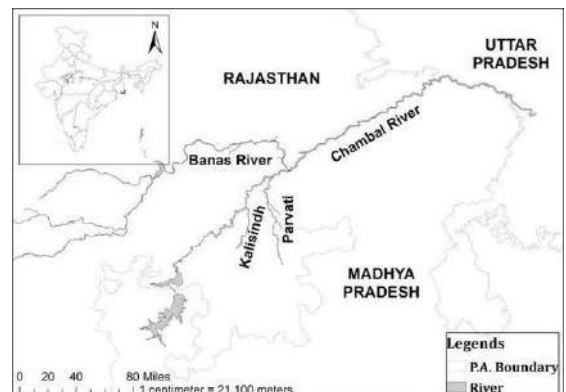 N
UTTAR
PRADESH
RAJASTHAN
Chambal River
Banas River
Kalisindh
Parvati
MADHYA
PRADESH
Legends
P.A. Boundary
River
0 20 40 80 Miles
1 centimeter = 21,100 meters